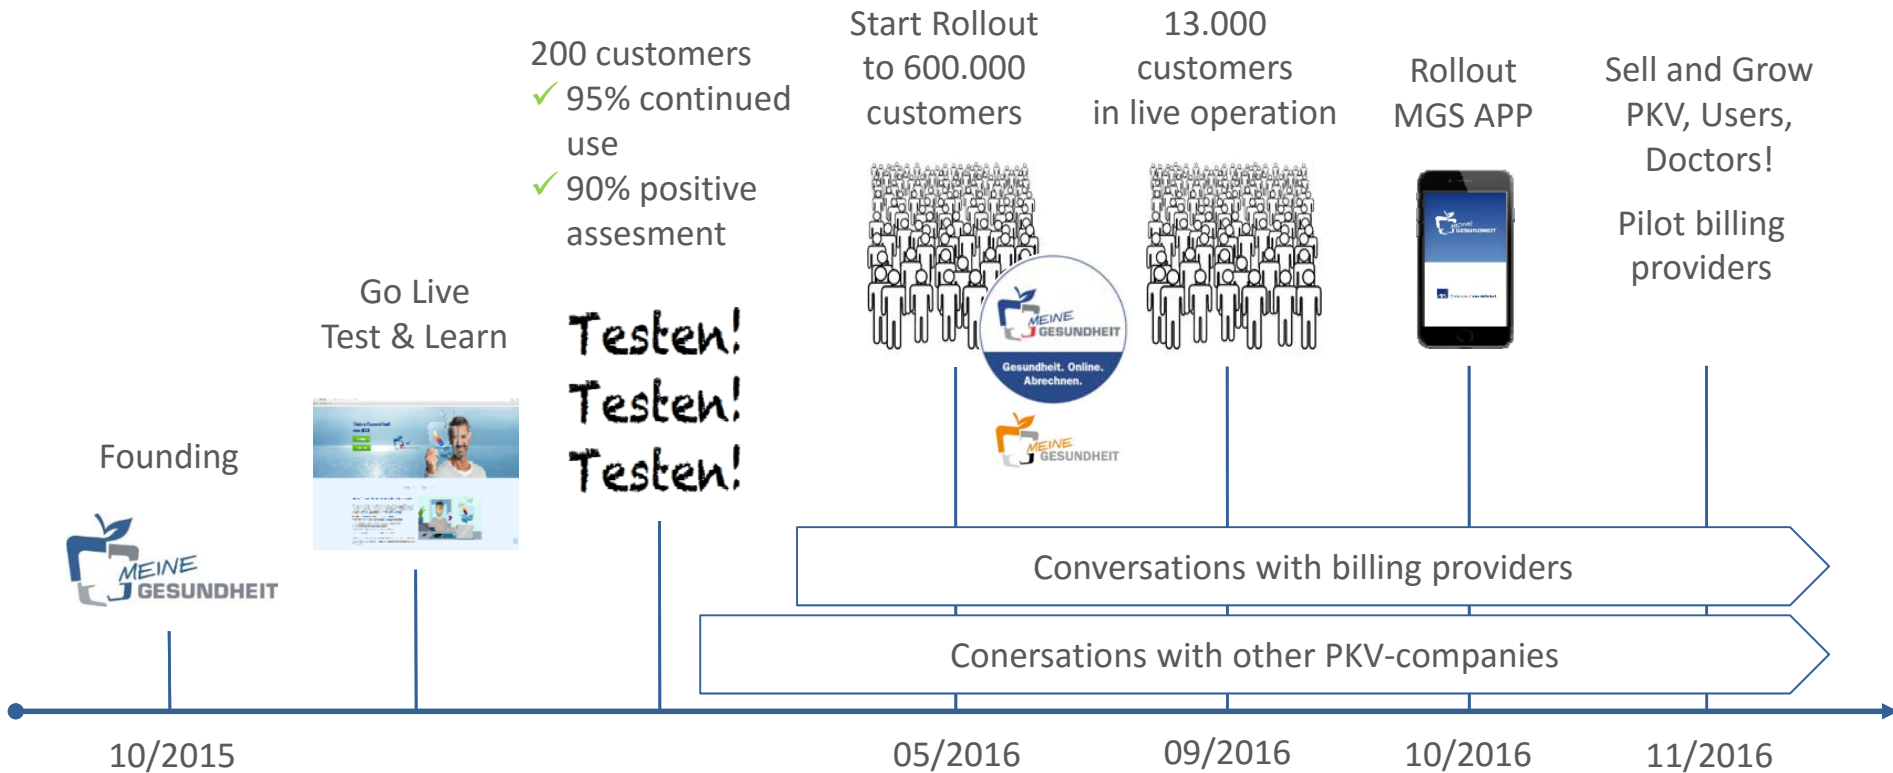 Founding
MEINE
GESUNDHEIT
Go Live
Test & Learn
200 customers
✓ 95% continued
use
✓ 90% positive
assesment
Testen!
Testen!
Testen!
Start Rollout
to 600.000
customers
MEINE
GESUNDHEIT
Gesundheit. Online.
Abrechnen.
MEINE
GESUNDHEIT
13.000
customers
in live operation
Rollout
MGS APP
MEINE
GESUNDHEIT
Sell and Grow
PKV, Users,
Doctors!
Pilot billing
providers
Conversations with billing providers
Conersations with other PKV-companies
10/2015
05/2016
09/2016
10/2016
11/2016